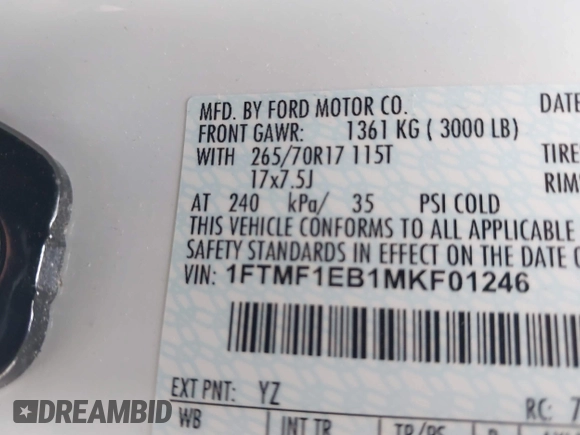 MFD. BY FORD MOTOR CO. DATE
FRONT GAWR: 1361 KG ( 3000 LB)
WITH 265/70R17 115T TIRE
17x7.5J RIM
AT 240 kPa/ 35 PSI COLD
THIS VEHICLE CONFORMS TO ALL APPLICABLE
SAFETY STANDARDS IN EFFECT ON THE DATE O
VIN: 1FTMF1EB1MKF01246
EXT PNT: YZ RC: 7
WB INT TR TP/PS R
DREAMBID